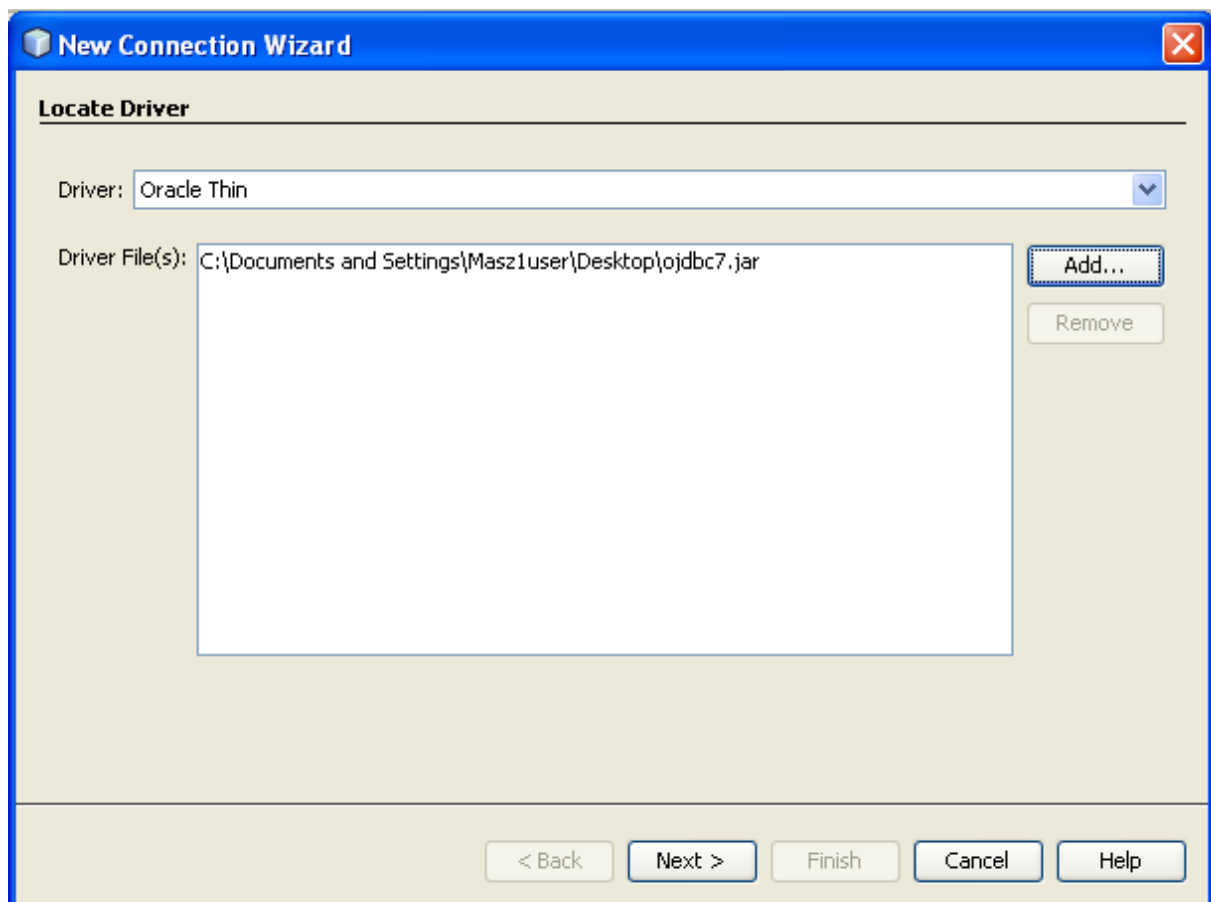 New Connection Wizard
Locate Driver
Driver: Oracle Thin
Driver File(s): C:\Documents and Settings\Masz1user\Desktop\ojdbc7.jar
Add...
Remove
< Back Next > Finish Cancel Help